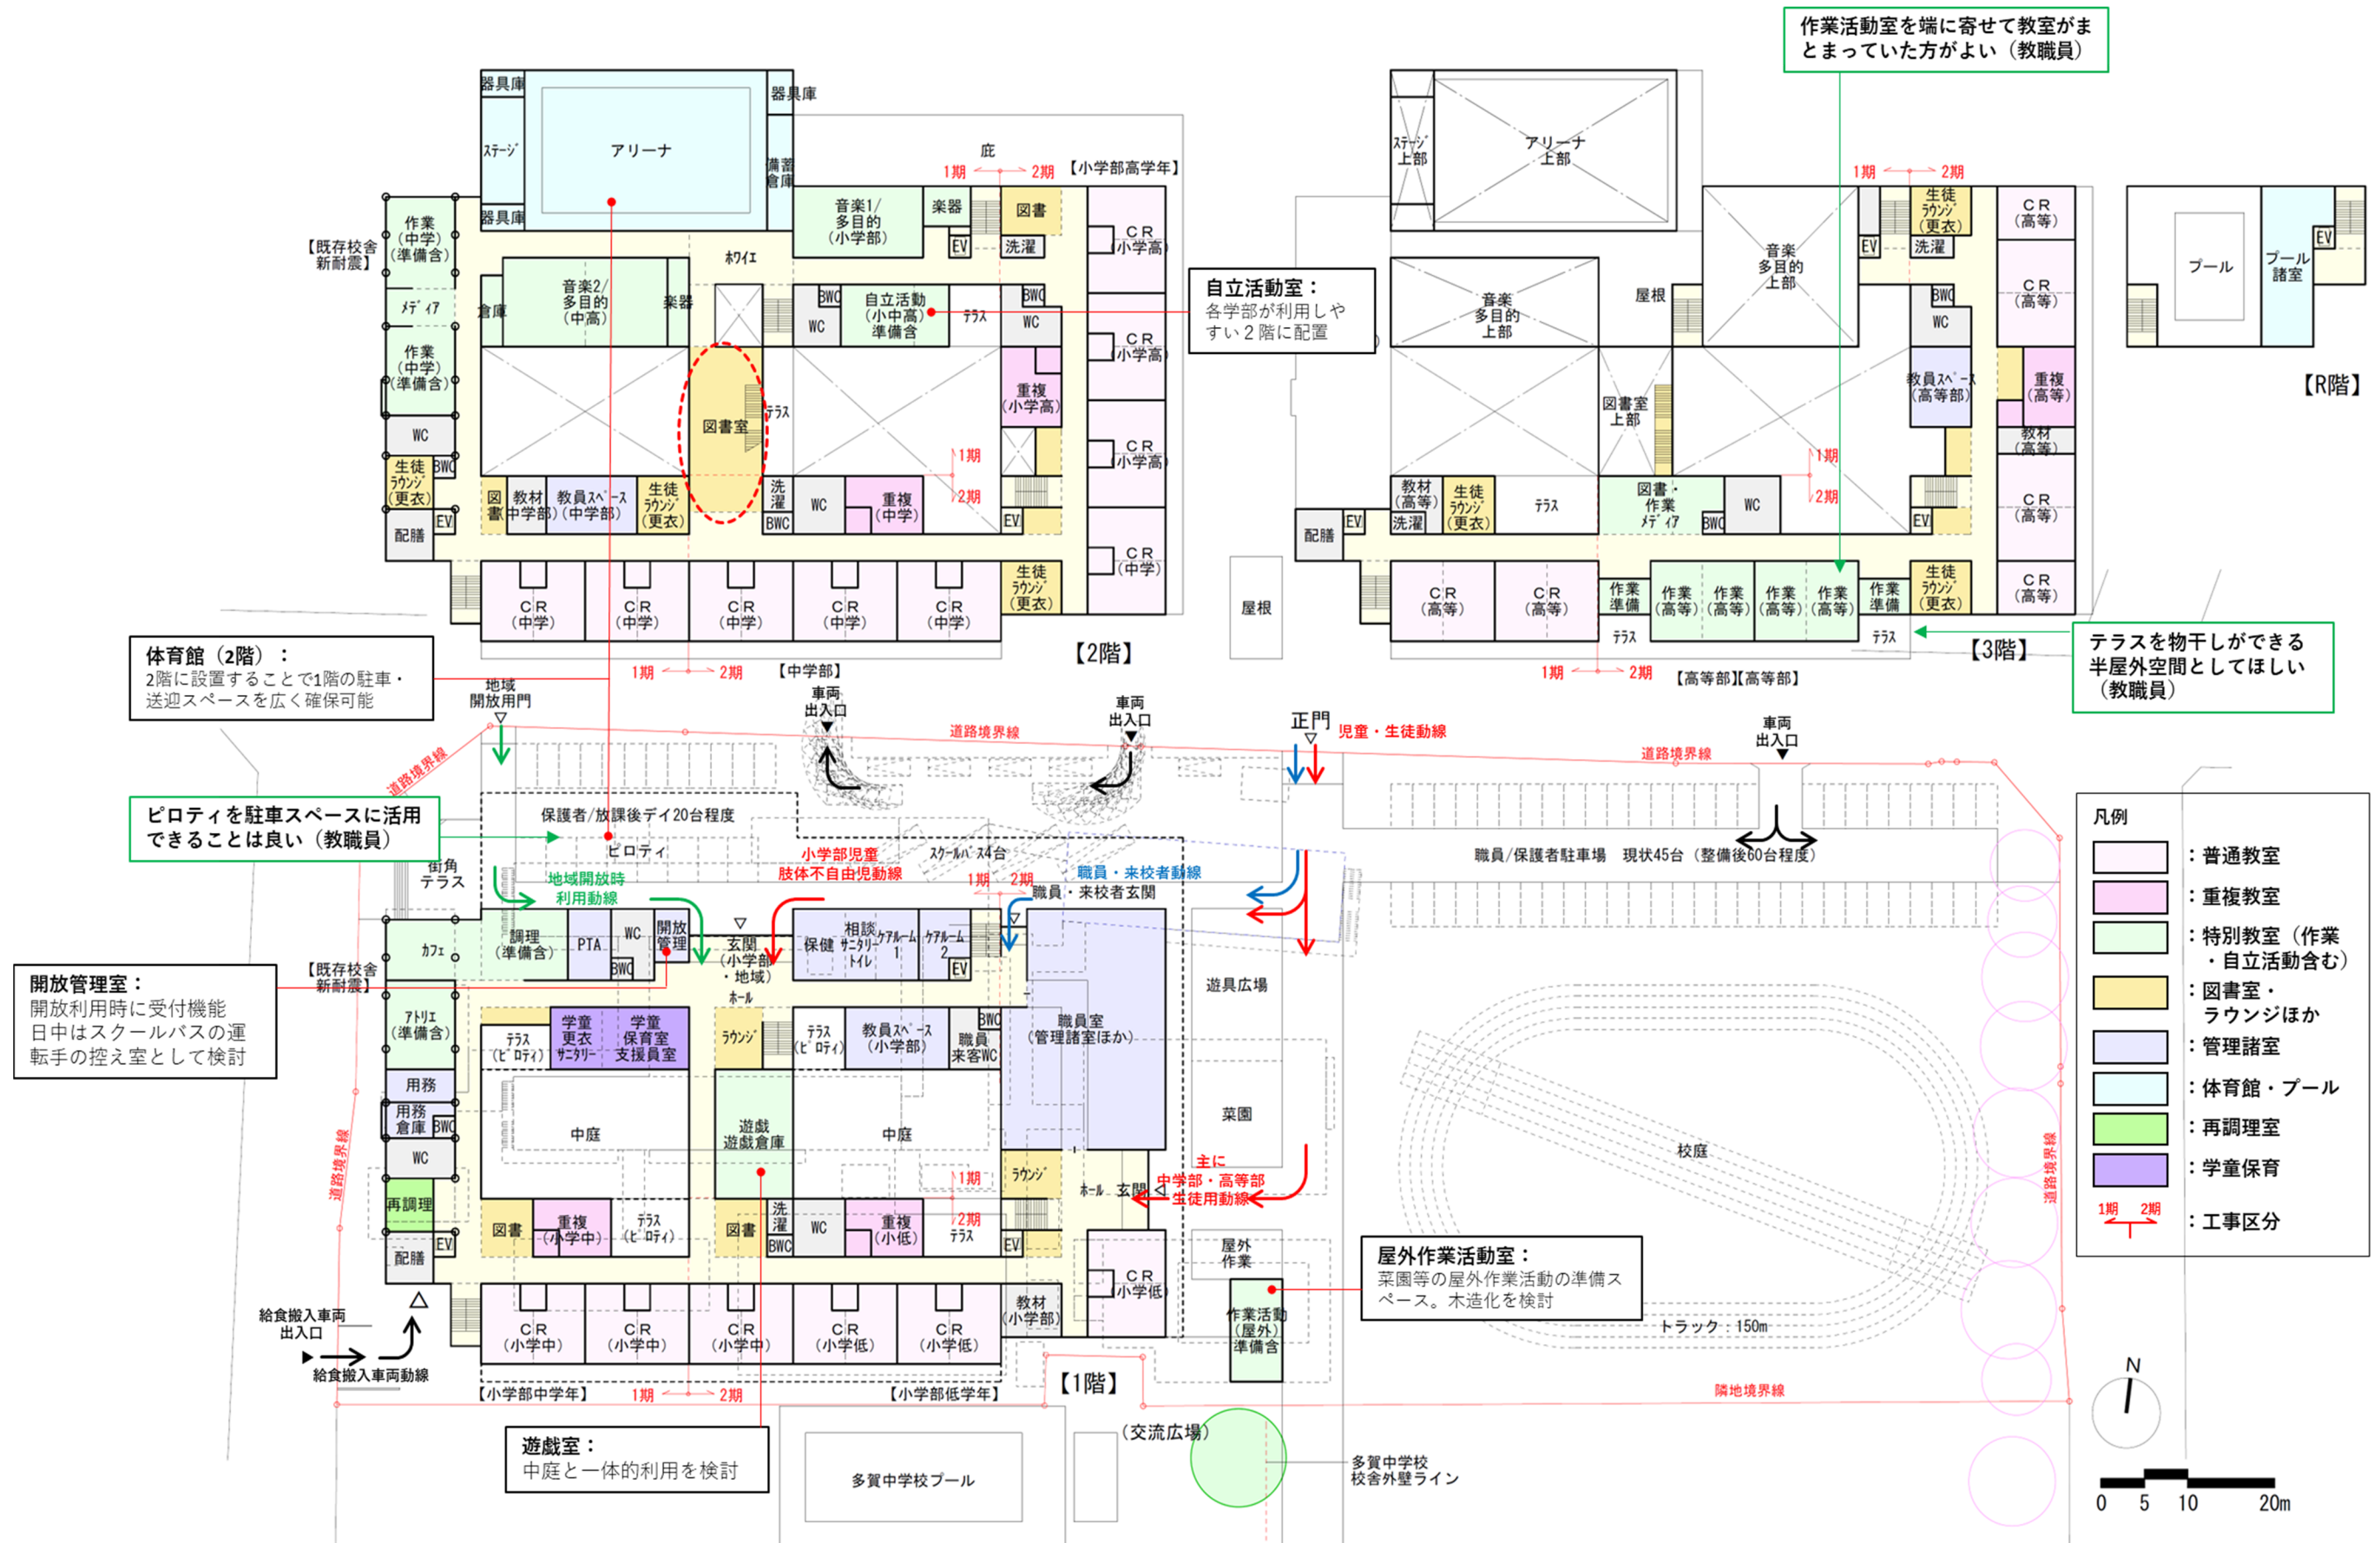 作業活動室を端に寄せて教室がま
とまっていた方がよい（教職員）
器具庫
ステージ
器具庫
アリーナ
器具庫
備蓄
倉庫
庇
1期
2期
【小学部高学年】
【既存校舎
新耐震】
作業
（中学）
（準備含）
メディア
作業
（中学）
（準備含）
WC
生徒
ラウンジ
（更衣）
BWC
配膳
EV
倉庫
音楽2/
多目的
（中高）
楽器
ホワイエ
音楽1/
多目的
（小学部）
楽器
EV
図書
洗濯
ＣＲ
（小学高）
BWC
WC
自立活動
（小中高）
準備含
テラス
BWC
WC
ＣＲ
（小学高）
重複
（小学高）
ＣＲ
（小学高）
図書室
テラス
1期
2期
図
書
教材
（中学部）
教員スペース
（中学部）
生徒
ラウンジ
（更衣）
洗
濯
BWC
WC
重複
（中学）
EV
ＣＲ
（中学）
ＣＲ
（中学）
ＣＲ
（中学）
ＣＲ
（中学）
ＣＲ
（中学）
ＣＲ
（中学）
生徒
ラウンジ
（更衣）
1期
2期
【中学部】
【2階】
自立活動室：
各学部が利用しや
すい２階に配置
ステージ
上部
アリーナ
上部
1期
2期
音楽
多目的
上部
屋根
音楽
多目的
上部
EV
生徒
ラウンジ
（更衣）
洗濯
ＣＲ
（高等）
ＣＲ
（高等）
BWC
WC
図書室
上部
教員スペース
（高等部）
重複
（高等）
教材
（高等）
1期
2期
ＣＲ
（高等）
配膳
EV
教材
（高等）
洗濯
生徒
ラウンジ
（更衣）
テラス
図書・
作業
メディア
BWC
WC
EV
ＣＲ
（高等）
ＣＲ
（高等）
作業
準備
作業
（高等）
作業
（高等）
作業
（高等）
作業
（高等）
作業
準備
生徒
ラウンジ
（更衣）
ＣＲ
（高等）
屋根
テラス
テラス
1期
2期
【高等部】【高等部】
【3階】
プール
プール
諸室
EV
【R階】
テラスを物干しができる
半屋外空間としてほしい
（教職員）
体育館（2階）：
2階に設置することで1階の駐車・
送迎スペースを広く確保可能
地域
開放用門
車両
出入口
道路境界線
車両
出入口
正門
児童・生徒動線
道路境界線
車両
出入口
道路境界線
ピロティを駐車スペースに活用
できることは良い（教職員）
保護者/放課後デイ20台程度
ピロティ
スクールバス4台
職員/保護者駐車場　現状45台（整備後60台程度）
街角
テラス
地域開放時
利用動線
小学部児童
肢体不自由児動線
1期
2期
職員・来校者動線
職員・来校者玄関
【既存校舎
新耐震】
カフェ
調理
（準備含）
PTA
WC
BWC
開放
管理
玄関
（小学部
・地域）
ホール
保健
相談
サニタリー
トイレ
ケアルーム
1
ケアルーム
2
EV
職員室
（管理諸室ほか）
遊具広場
開放管理室：
開放利用時に受付機能
日中はスクールバスの運
転手の控え室として検討
アトリエ
（準備含）
テラス
（ピロティ）
学童
更衣
サニタリー
学童
保育室
支援員室
ラウンジ
テラス
（ピロティ）
教員スペース
（小学部）
職員
来客WC
BWC
用務
用務
倉庫
BWC
WC
再調理
配膳
EV
中庭
遊戯
遊戯倉庫
中庭
菜園
校庭
道路境界線
道路境界線
ラウンジ
ホール
玄関
主に
中学部・高等部
生徒用動線
1期
2期
図書
重複
（小学中）
テラス
（ピロティ）
図書
洗
濯
BWC
WC
重複
（小低）
テラス
EV
屋外
作業
ＣＲ
（小学低）
教材
（小学部）
作業活動
（屋外）
準備含
ＣＲ
（小学中）
ＣＲ
（小学中）
ＣＲ
（小学中）
ＣＲ
（小学低）
ＣＲ
（小学低）
給食搬入車両
出入口
給食搬入車両動線
【小学部中学年】
1期
2期
【小学部低学年】
【1階】
屋外作業活動室：
菜園等の屋外作業活動の準備ス
ペース。木造化を検討
トラック：150m
隣地境界線
遊戯室：
中庭と一体的利用を検討
多賀中学校プール
（交流広場）
多賀中学校
校舎外壁ライン
凡例
：普通教室
：重複教室
：特別教室（作業
・自立活動含む）
：図書室・
ラウンジほか
：管理諸室
：体育館・プール
：再調理室
：学童保育
1期
2期
：工事区分
N
0
5
10
20m